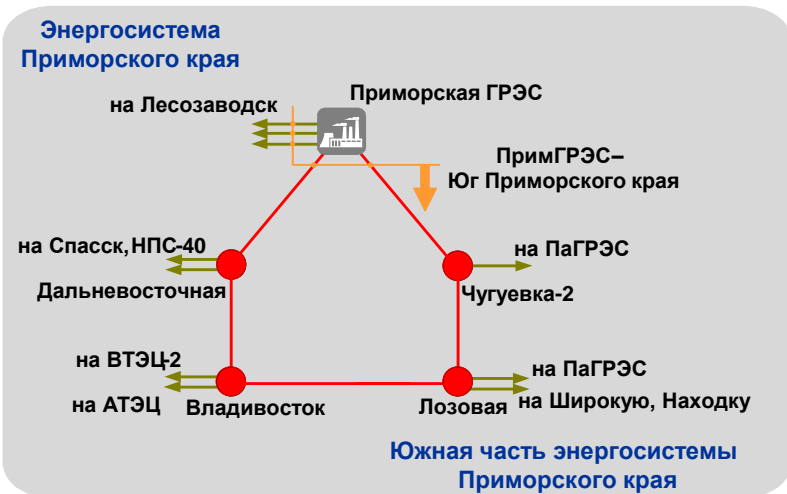 Энергосистема
Приморского края
Приморская ГРЭС
на Лесозаводск
ПримГРЭС–
Юг Приморского края
на Спасск, НПС-40
на ПаГРЭС
Дальневосточная
Чугуевка-2
на ВТЭЦ-2
на ПаГРЭС
на АТЭЦ
Владивосток
Лозовая
на Широкую, Находку
Южная часть энергосистемы
Приморского края